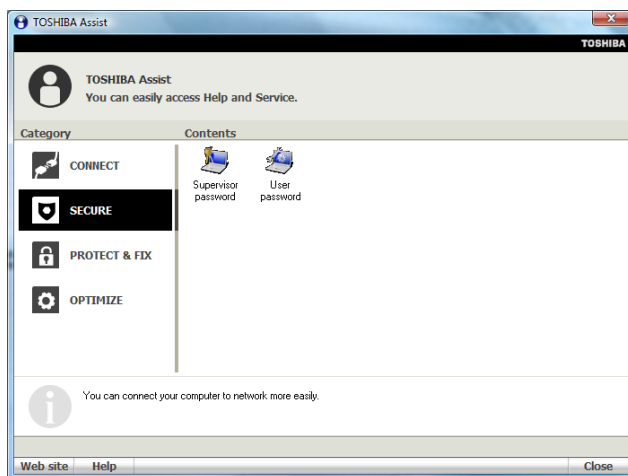 TOSHIBA Assist
TOSHIBA
TOSHIBA Assist
You can easily access Help and Service.
Category
Contents
CONNECT
SECURE
PROTECT & FIX
OPTIMIZE
Supervisor
password
User
password
You can connect your computer to network more easily.
Web site
Help
Close